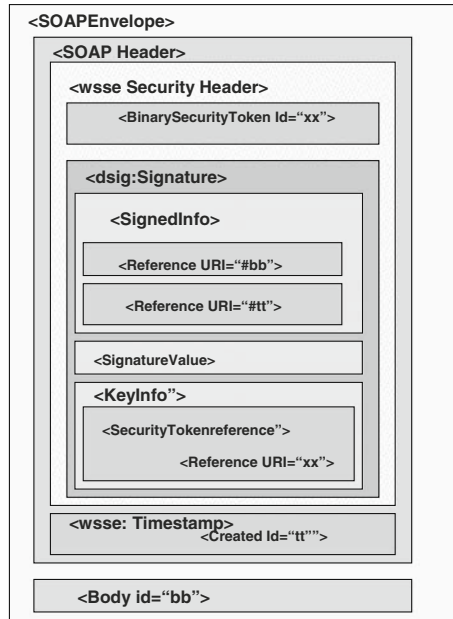 <SOAPEnvelope>
<SOAP Header>
<wsse Security Header>
<BinarySecurityToken Id=“xx”>
<dsig:Signature>
<SignedInfo>
<Reference URI=“#bb”>
<Reference URI=“#tt”>
<SignatureValue>
<KeyInfo”>
<SecurityTokenreference”>
<Reference URI=“xx”>
<wsse: Timestamp>
<Created Id=“tt””>
<Body id=“bb”>